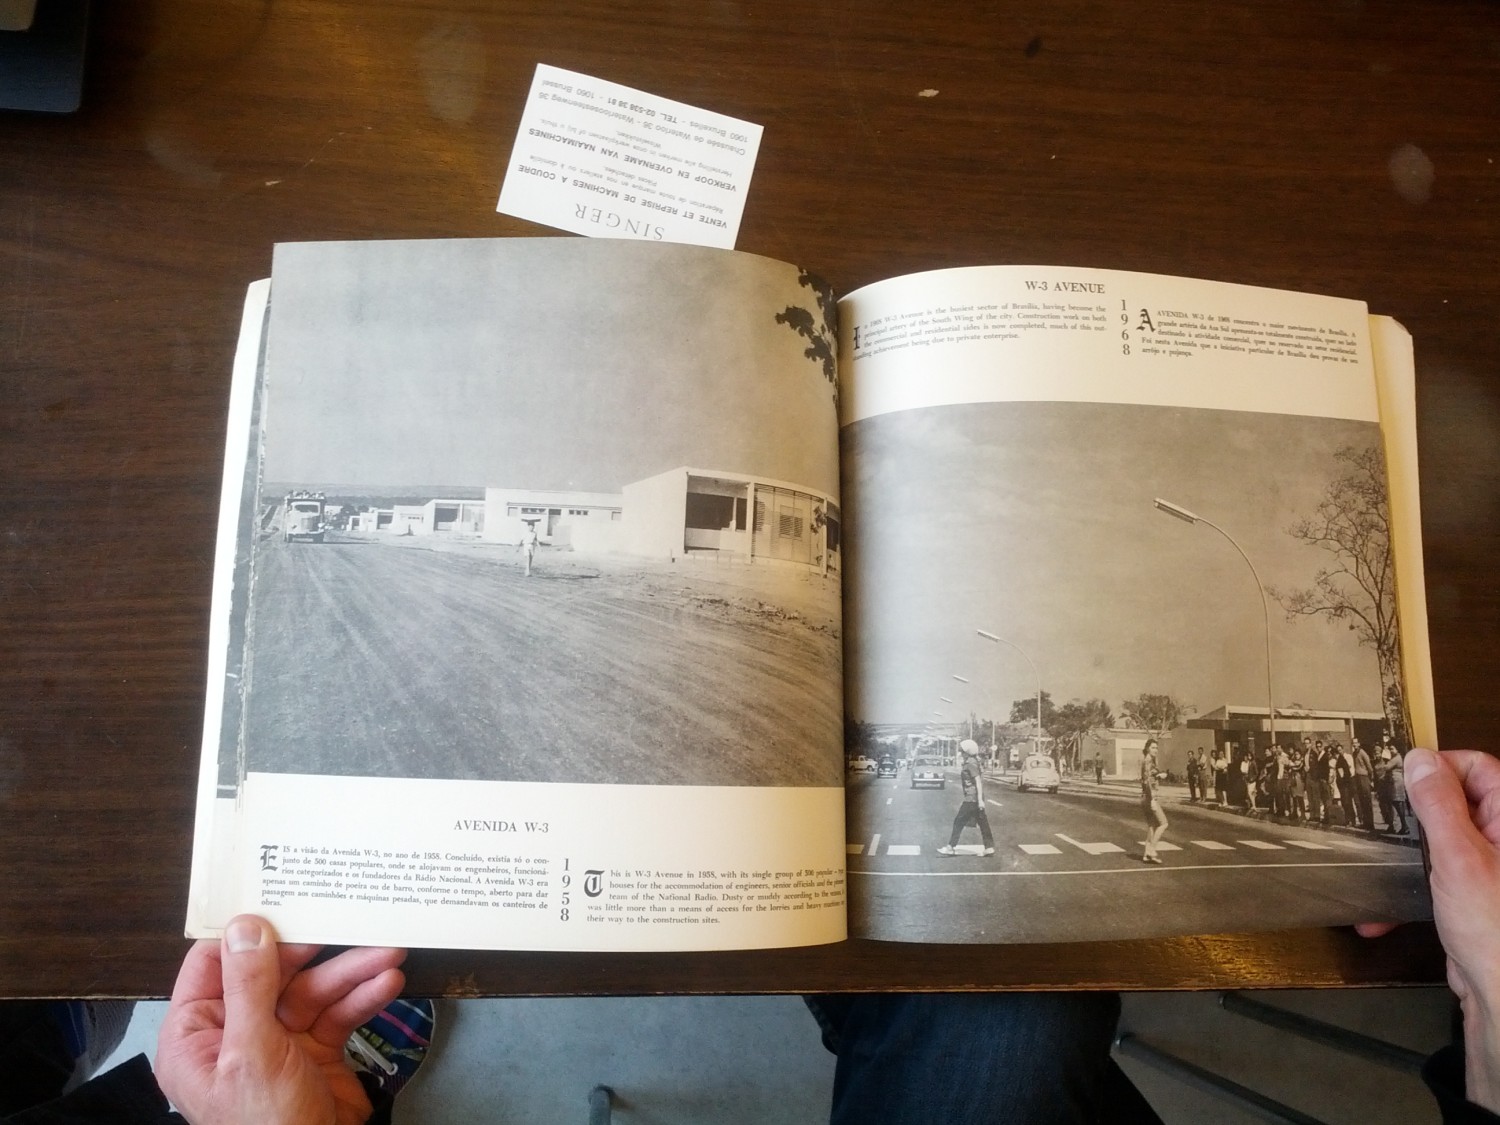 SINGER
VENTE ET REPRISE DE MACHINES A COUDRE
Réparation de toute marque en nos ateliers ou à domicile
Pièces détachées.
VERKOOP EN OVERNAME VAN NAAIMACHINES
Herstelling alle merken in onze werkplaatsen of bij u thuis.
Wisselstukken.
Chaussée de Waterloo 36 - Waterloosesteenweg 36
1060 Bruxelles - TEL. 02-538 38 81 - 1060 Brussel
AVENIDA W-3
EIS a visão da Avenida W-3, no ano de 1958. Concluído, existia só o con-
junto de 500 casas populares, onde se alojavam os engenheiros, funcioná-
rios categorizados e os fundadores da Rádio Nacional. A Avenida W-3 era
apenas um caminho de poeira ou de barro, conforme o tempo, aberto para dar
passagem aos caminhões e máquinas pesadas, que demandavam os canteiros de
obras.
1958
This is W-3 Avenue in 1958, with its single group of 500 popular
houses for the accommodation of engineers, senior officials and the
team of the National Radio. Dusty or muddy according to the
was little more than a means of access for the lorries and heavy
their way to the construction sites.
W-3 AVENUE
In 1968 W-3 Avenue is the busiest sector of Brasília, having become the
principal artery of the South Wing of the city. Construction work on both
the commercial and residential sides is now completed, much of this out-
standing achievement being due to private enterprise.
1968
A AVENIDA W-3 de 1968 concentra o maior movimento de Brasília. A
grande artéria da Asa Sul apresenta-se totalmente construída, quer no lado
destinado à atividade comercial, quer no reservado ao setor residencial.
Foi nesta Avenida que a iniciativa particular de Brasília deu provas de seu
arrôjo e pujança.